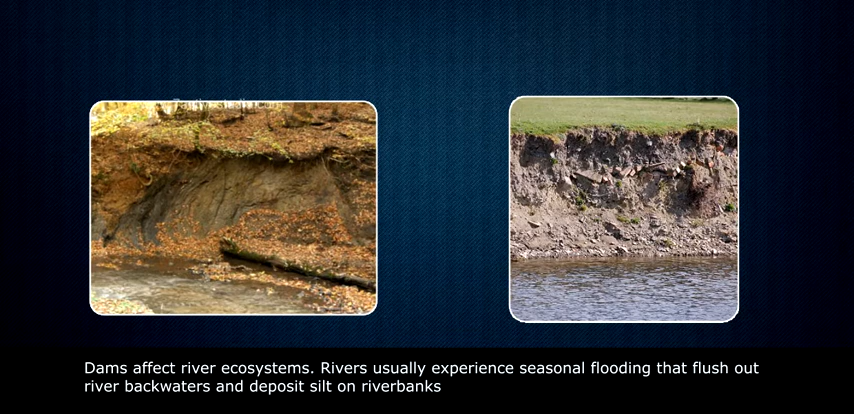 Dams affect river ecosystems. Rivers usually experience seasonal flooding that flush out
river backwaters and deposit silt on riverbanks